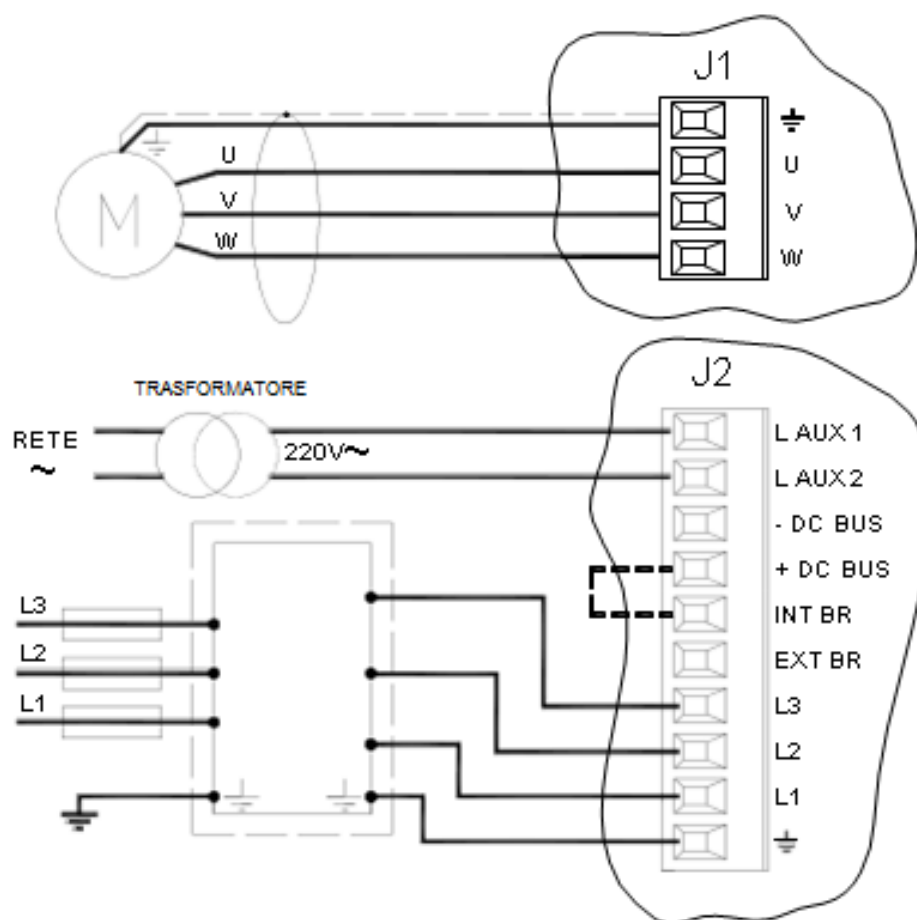 J1
U
V
W
M
U
V
W
J2
TRASFORMATORE
RETE
~
220V~
L AUX 1
L AUX 2
- DC BUS
+ DC BUS
INT BR
EXT BR
L3
L2
L1
L3
L2
L1